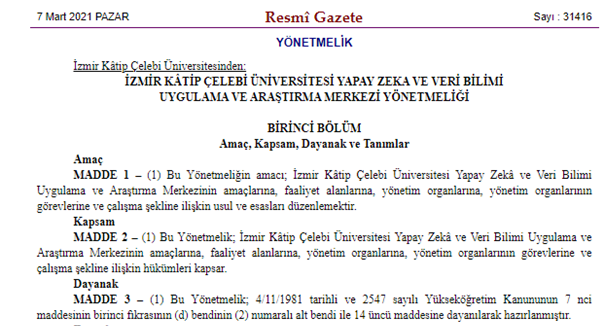 7 Mart 2021 PAZAR
Resmî Gazete
Sayı : 31416
YÖNETMELİK
İzmir Kâtip Çelebi Üniversitesinden:
İZMİR KÂTİP ÇELEBİ ÜNİVERSİTESİ YAPAY ZEKA VE VERİ BİLİMİ
UYGULAMA VE ARAŞTIRMA MERKEZİ YÖNETMELİĞİ
BİRİNCİ BÖLÜM
Amaç, Kapsam, Dayanak ve Tanımlar
Amaç
MADDE 1 – (1) Bu Yönetmeliğin amacı; İzmir Kâtip Çelebi Üniversitesi Yapay Zekâ ve Veri Bilimi
Uygulama ve Araştırma Merkezinin amaçlarına, faaliyet alanlarına, yönetim organlarına, yönetim organlarının
görevlerine ve çalışma şekline ilişkin usul ve esasları düzenlemektir.
Kapsam
MADDE 2 – (1) Bu Yönetmelik; İzmir Kâtip Çelebi Üniversitesi Yapay Zekâ ve Veri Bilimi Uygulama ve
Araştırma Merkezinin amaçlarına, faaliyet alanlarına, yönetim organlarına, yönetim organlarının görevlerine ve
çalışma şekline ilişkin hükümleri kapsar.
Dayanak
MADDE 3 – (1) Bu Yönetmelik; 4/11/1981 tarihli ve 2547 sayılı Yükseköğretim Kanununun 7 nci
maddesinin birinci fıkrasının (d) bendinin (2) numaralı alt bendi ile 14 üncü maddesine dayanılarak hazırlanmıştır.